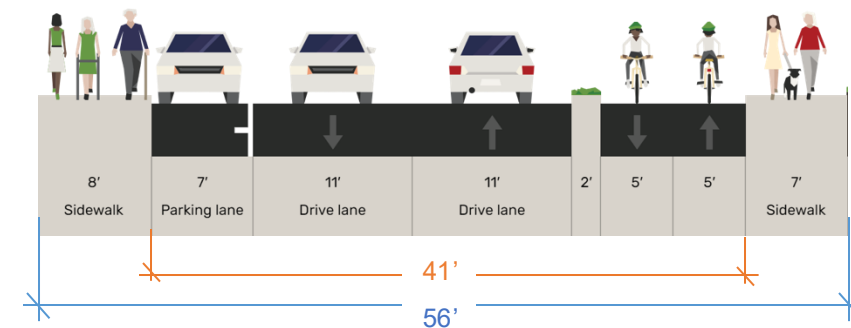 8’ 7’ 11’ 11’ 2’ 5’ 5’ 7’
Sidewalk Parking lane Drive lane Drive lane Sidewalk
41’
56’